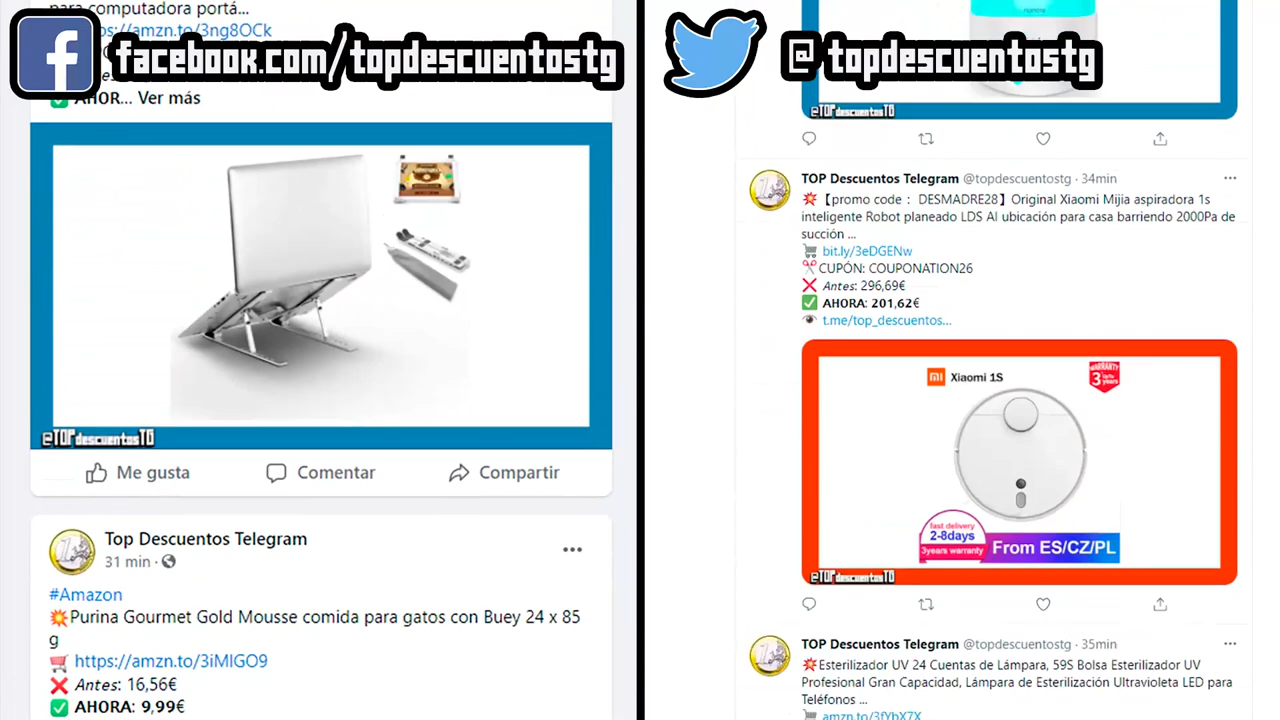 para computadora portá...
facebook.com/topdescuentostg
AHOR... Ver más
@TOPdescuentosTG
Me gusta
Comentar
Compartir
Top Descuentos Telegram
31 min
#Amazon
Purina Gourmet Gold Mousse comida para gatos con Buey 24 x 85
g
https://amzn.to/3iMIGO9
Antes: 16,56€
AHORA: 9,99€
@ topdescuentostg
@TOPdescuentosTG
TOP Descuentos Telegram @topdescuentostg · 34min
【promo code : DESMADRE28】Original Xiaomi Mijia aspiradora 1s
inteligente Robot planeado LDS AI ubicación para casa barriendo 2000Pa de
succión ...
bit.ly/3eDGENw
CUPÓN: COUPONATION26
Antes: 296,69€
AHORA: 201,62€
t.me/top_descuentos...
mi Xiaomi 1S
WARRANTY
3 years
fast delivery
2-8days
3years warranty
From ES/CZ/PL
@TOPdescuentosTG
TOP Descuentos Telegram @topdescuentostg · 35min
Esterilizador UV 24 Cuentas de Lámpara, 59S Bolsa Esterilizador UV
Profesional Gran Capacidad, Lámpara de Esterilización Ultravioleta LED para
Teléfonos ...
amzn.to/3fYbX7X